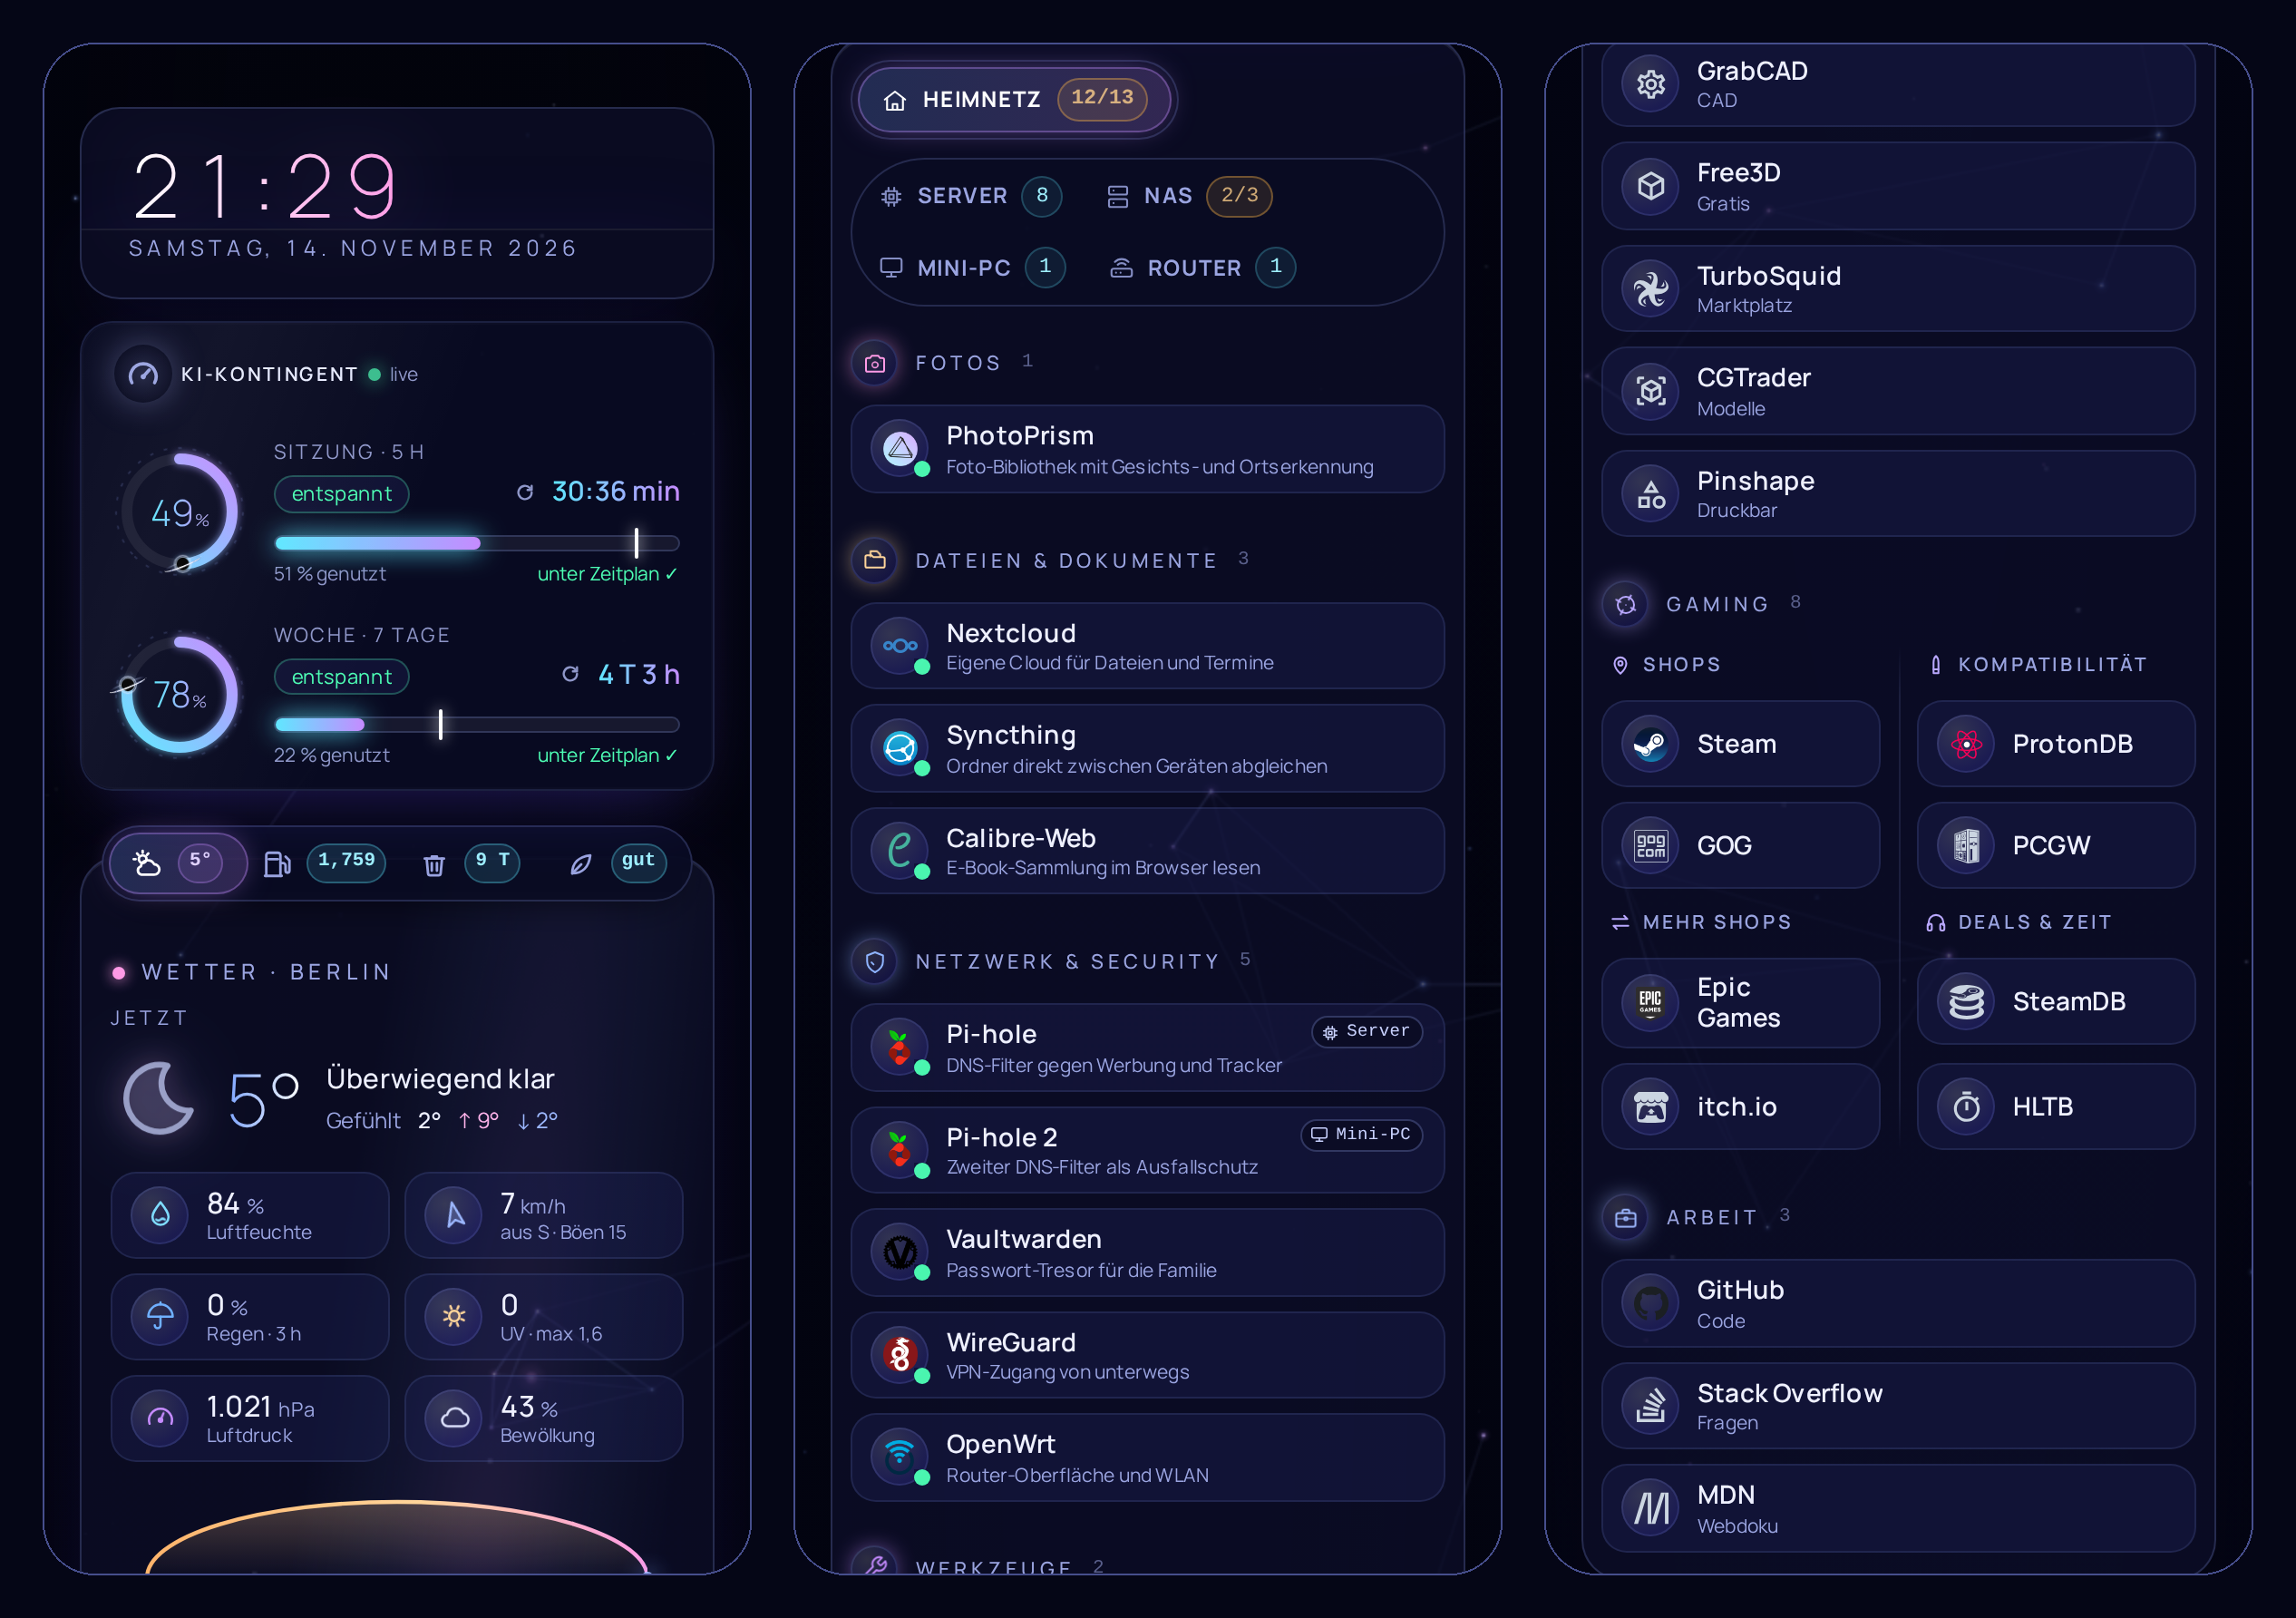 21:29
SAMSTAG, 14. NOVEMBER 2026
KI-KONTINGENT live
SITZUNG · 5 H
49%
entspannt 30:36 min
51 % genutzt unter Zeitplan ✓
WOCHE · 7 TAGE
78%
entspannt 4 T 3 h
22 % genutzt unter Zeitplan ✓
5° 1,759 9 T gut
WETTER · BERLIN
JETZT
5° Überwiegend klar
Gefühlt 2° ↑ 9° ↓ 2°
84 %
Luftfeuchte
7 km/h
aus S · Böen 15
0 %
Regen · 3 h
0
UV · max 1,6
1.021 hPa
Luftdruck
43 %
Bewölkung
HEIMNETZ 12/13
SERVER 8 NAS 2/3
MINI-PC 1 ROUTER 1
FOTOS 1
PhotoPrism
Foto-Bibliothek mit Gesichts- und Ortserkennung
DATEIEN & DOKUMENTE 3
Nextcloud
Eigene Cloud für Dateien und Termine
Syncthing
Ordner direkt zwischen Geräten abgleichen
Calibre-Web
E-Book-Sammlung im Browser lesen
NETZWERK & SECURITY 5
Pi-hole Server
DNS-Filter gegen Werbung und Tracker
Pi-hole 2 Mini-PC
Zweiter DNS-Filter als Ausfallschutz
Vaultwarden
Passwort-Tresor für die Familie
WireGuard
VPN-Zugang von unterwegs
OpenWrt
Router-Oberfläche und WLAN
WERKZEUGE 2
GrabCAD
CAD
Free3D
Gratis
TurboSquid
Marktplatz
CGTrader
Modelle
Pinshape
Druckbar
GAMING 8
SHOPS
Steam
GOG
KOMPATIBILITÄT
ProtonDB
PCGW
MEHR SHOPS
Epic
Games
itch.io
DEALS & ZEIT
SteamDB
HLTB
ARBEIT 3
GitHub
Code
Stack Overflow
Fragen
MDN
Webdoku